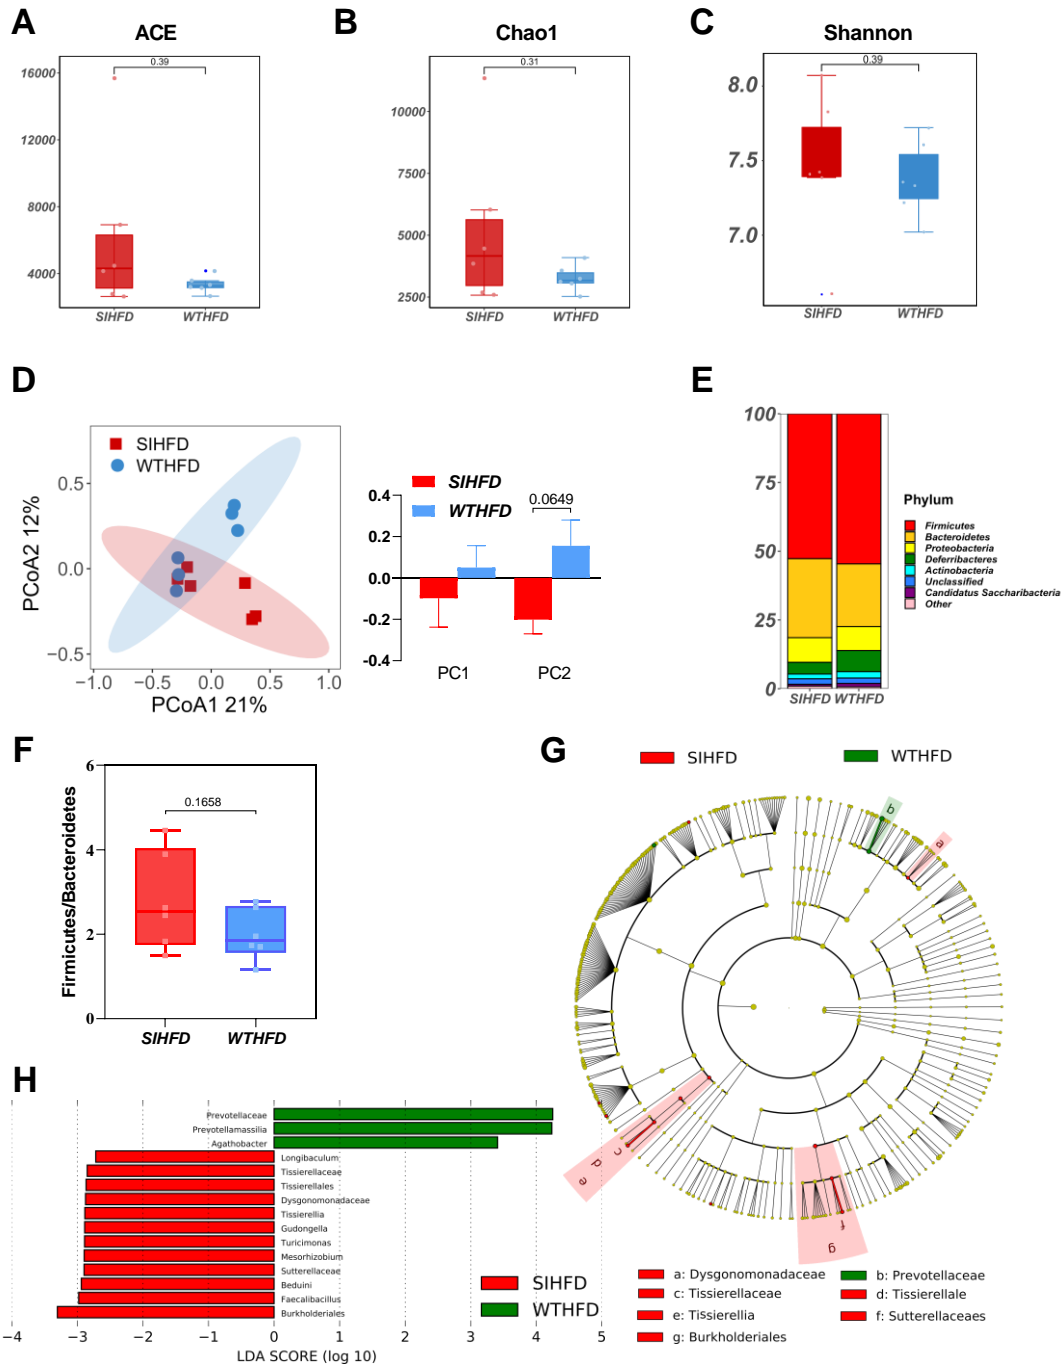 A
ACE
0.39
16000
12000
8000
4000
SIHFD WTHFD
B
Chao1
0.31
10000
7500
5000
2500
SIHFD WTHFD
C
Shannon
0.39
8.0
7.5
7.0
SIHFD WTHFD
D
SIHFD
WTHFD
PCoA2 12%
0.5
0.0
−0.5
−1.0 −0.5 0.0 0.5 1.0
PCoA1 21%
SIHFD
WTHFD
0.0649
0.4
0.2
0.0
-0.2
-0.4
PC1 PC2
E
100
75
50
25
0
SIHFD WTHFD
Phylum
Firmicutes
Bacteroidetes
Proteobacteria
Deferribacteres
Actinobacteria
Unclassified
Candidatus Saccharibacteria
Other
F
Firmicutes/Bacteroidetes
6
4
2
0
0.1658
SIHFD WTHFD
G
SIHFD WTHFD
b
a
c d e
f
g
a: Dysgonomonadaceae
c: Tissierellaceae
e: Tissierellia
g: Burkholderiales
b: Prevotellaceae
d: Tissierellale
f: Sutterellaceaes
H
Prevotellaceae
Prevotellamassilia
Agathobacter
Longibaculum
Tissierellaceae
Tissierellales
Dysgonomonadaceae
Tissierellia
Gudongella
Turicimonas
Mesorhizobium
Sutterellaceae
Beduini
Faecalibacillus
Burkholderiales
SIHFD
WTHFD
−4 −3 −2 −1 0 1 2 3 4 5
LDA SCORE (log 10)